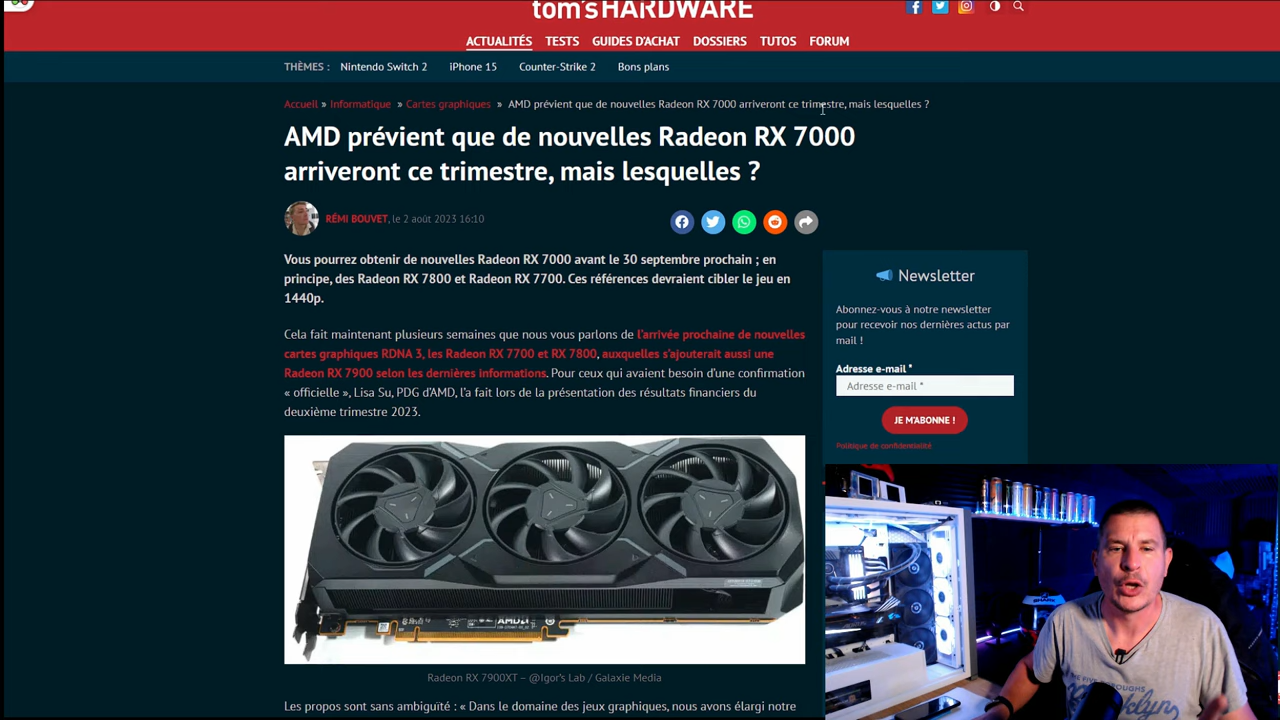 tom's HARDWARE
ACTUALITÉS TESTS GUIDES D'ACHAT DOSSIERS TUTOS FORUM
THÈMES : Nintendo Switch 2 iPhone 15 Counter-Strike 2 Bons plans
Accueil » Informatique » Cartes graphiques » AMD prévient que de nouvelles Radeon RX 7000 arriveront ce trimestre, mais lesquelles ?
AMD prévient que de nouvelles Radeon RX 7000
arriveront ce trimestre, mais lesquelles ?
RÉMI BOUVET, le 2 août 2023 16:10
Vous pourrez obtenir de nouvelles Radeon RX 7000 avant le 30 septembre prochain ; en
principe, des Radeon RX 7800 et Radeon RX 7700. Ces références devraient cibler le jeu en
1440p.
Cela fait maintenant plusieurs semaines que nous vous parlons de l'arrivée prochaine de nouvelles
cartes graphiques RDNA 3, les Radeon RX 7700 et RX 7800, auxquelles s'ajouterait aussi une
Radeon RX 7900 selon les dernières informations. Pour ceux qui avaient besoin d'une confirmation
« officielle », Lisa Su, PDG d'AMD, l'a fait lors de la présentation des résultats financiers du
deuxième trimestre 2023.
AMD
Radeon RX 7900XT – @Igor's Lab / Galaxie Media
Les propos sont sans ambiguïté : « Dans le domaine des jeux graphiques, nous avons élargi notre
Newsletter
Abonnez-vous à notre newsletter
pour recevoir nos dernières actus par
mail !
Adresse e-mail *
Adresse e-mail *
JE M'ABONNE !
Politique de confidentialité